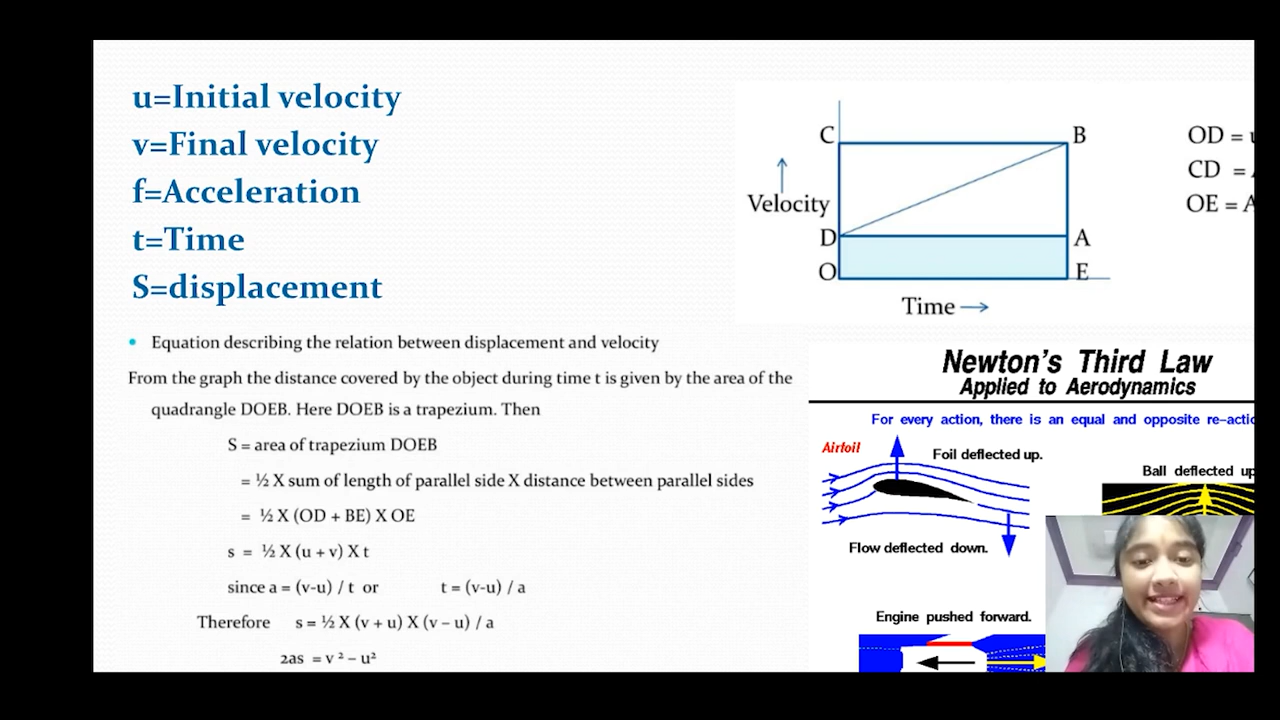 u=Initial velocity
v=Final velocity
f=Acceleration
t=Time
S=displacement
C
B
Velocity
D
A
O
E
Time
OD =
CD =
OE = A
• Equation describing the relation between displacement and velocity
From the graph the distance covered by the object during time t is given by the area of the
quadrangle DOEB. Here DOEB is a trapezium. Then
S = area of trapezium DOEB
= ½ X sum of length of parallel side X distance between parallel sides
= ½ X (OD + BE) X OE
s = ½ X (u + v) X t
since a = (v-u) / t or t = (v-u) / a
Therefore s = ½ X (v + u) X (v – u) / a
2as = v² – u²
Newton's Third Law
Applied to Aerodynamics
For every action, there is an equal and opposite re-actio
Airfoil
Foil deflected up.
Ball deflected up
Flow deflected down.
Engine pushed forward.